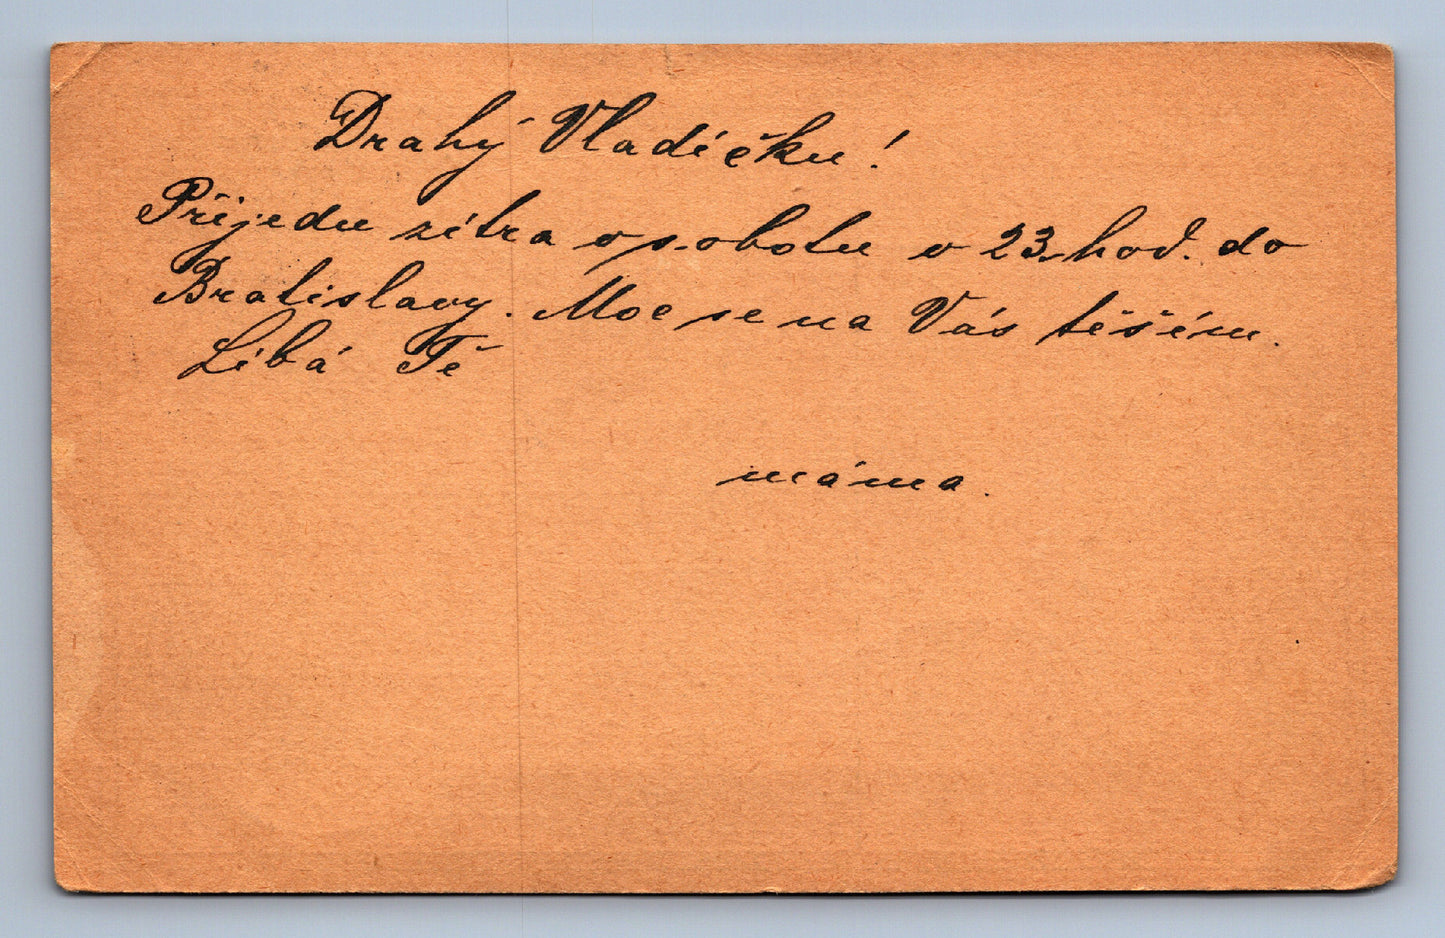 Drahý Vladíčku!
Přijedu zítra v sobotu v 23 hod. do
Bratislavy. Moc se na Vás těším.
Líbá Tě
máma.